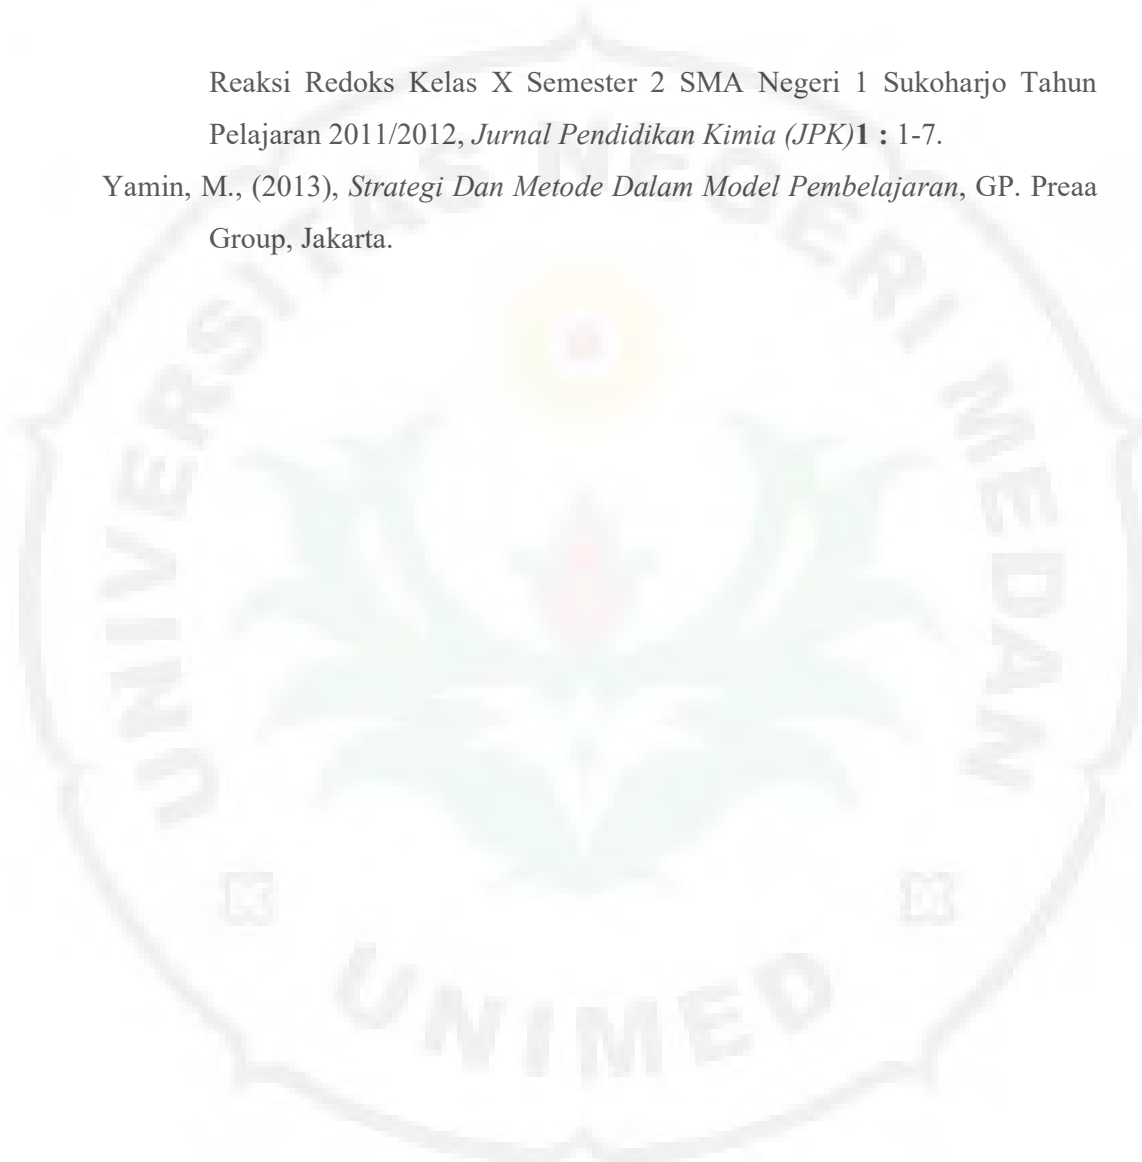 Reaksi Redoks Kelas X Semester 2 SMA Negeri 1 Sukoharjo Tahun
Pelajaran 2011/2012, Jurnal Pendidikan Kimia (JPK)1 : 1-7.
Yamin, M., (2013), Strategi Dan Metode Dalam Model Pembelajaran, GP. Preaa
Group, Jakarta.
UNIVERSITAS NEGERI MEDAN
UNIMED